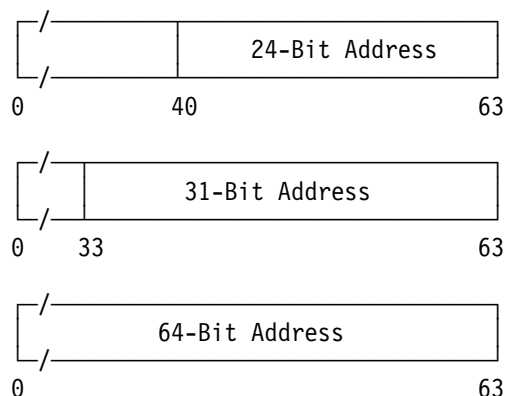 24-Bit Address
0 40 63
31-Bit Address
0 33 63
64-Bit Address
0 63